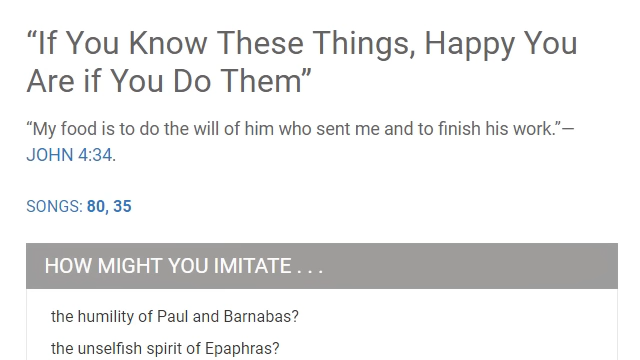 “If You Know These Things, Happy You
Are if You Do Them”
“My food is to do the will of him who sent me and to finish his work.”—
JOHN 4:34.
SONGS: 80, 35
HOW MIGHT YOU IMITATE . . .
the humility of Paul and Barnabas?
the unselfish spirit of Epaphras?